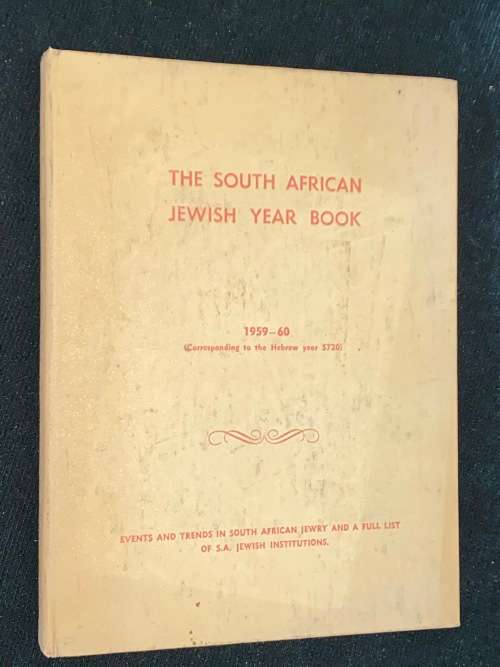 THE SOUTH AFRICAN
JEWISH YEAR BOOK
1959-60
(Corresponding to the Hebrew year 5720)
EVENTS AND TRENDS IN SOUTH AFRICAN JEWRY AND A FULL LIST
OF S.A. JEWISH INSTITUTIONS.